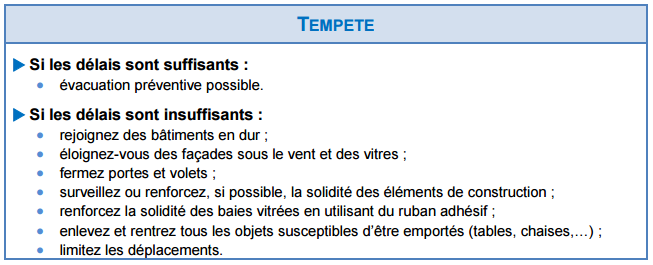 TEMPETE
Si les délais sont suffisants :
évacuation préventive possible.
Si les délais sont insuffisants :
rejoignez des bâtiments en dur ;
éloignez-vous des façades sous le vent et des vitres ;
fermez portes et volets ;
surveillez ou renforcez, si possible, la solidité des éléments de construction ;
renforcez la solidité des baies vitrées en utilisant du ruban adhésif ;
enlevez et rentrez tous les objets susceptibles d'être emportés (tables, chaises,…) ;
limitez les déplacements.